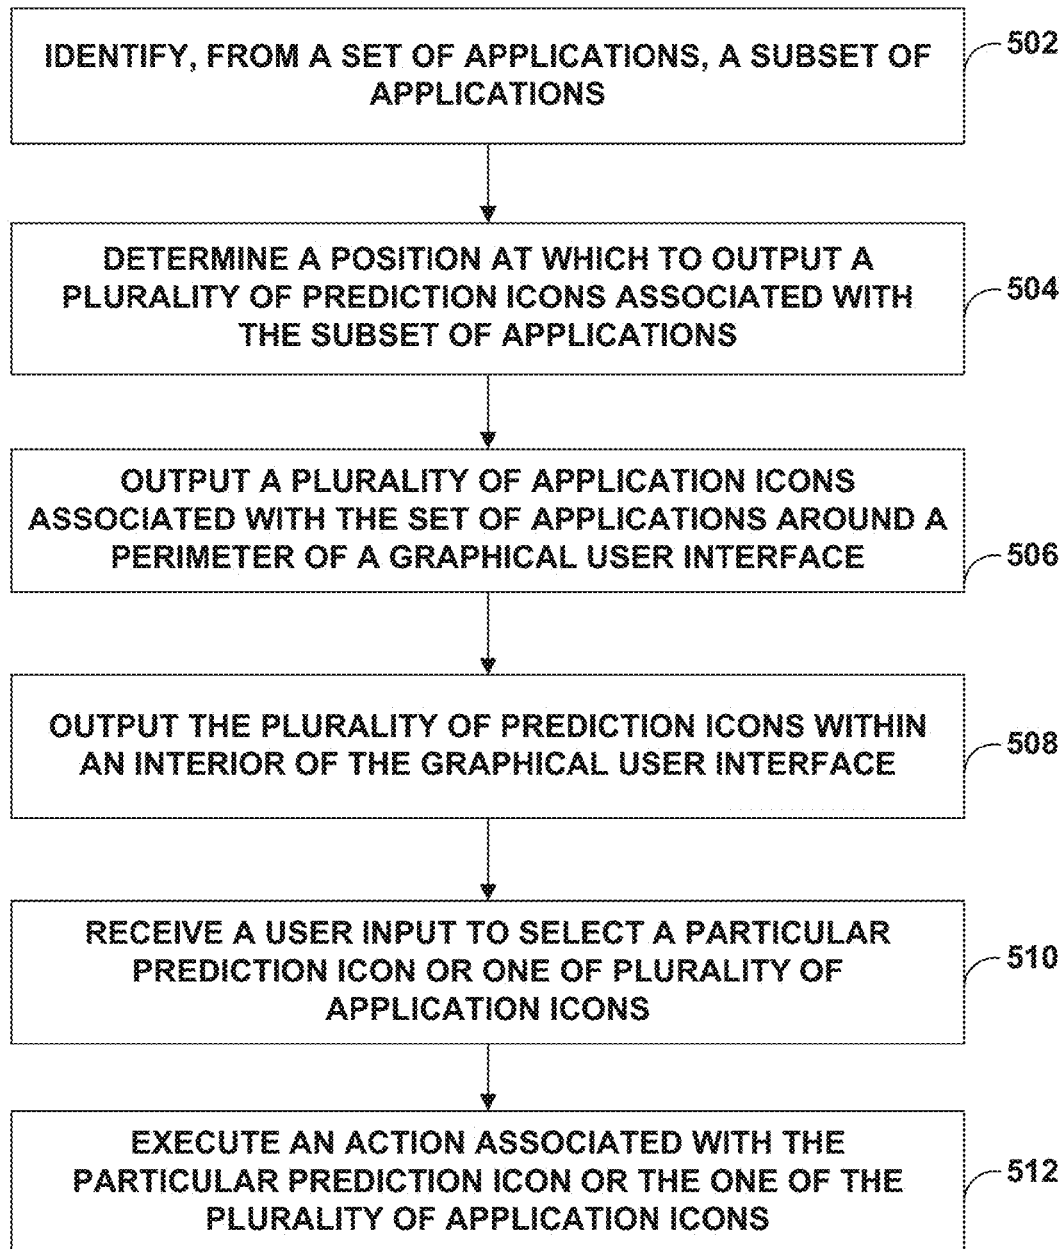 IDENTIFY, FROM A SET OF APPLICATIONS, A SUBSET OF
APPLICATIONS
502
DETERMINE A POSITION AT WHICH TO OUTPUT A
PLURALITY OF PREDICTION ICONS ASSOCIATED WITH
THE SUBSET OF APPLICATIONS
504
OUTPUT A PLURALITY OF APPLICATION ICONS
ASSOCIATED WITH THE SET OF APPLICATIONS AROUND A
PERIMETER OF A GRAPHICAL USER INTERFACE
506
OUTPUT THE PLURALITY OF PREDICTION ICONS WITHIN
AN INTERIOR OF THE GRAPHICAL USER INTERFACE
508
RECEIVE A USER INPUT TO SELECT A PARTICULAR
PREDICTION ICON OR ONE OF PLURALITY OF
APPLICATION ICONS
510
EXECUTE AN ACTION ASSOCIATED WITH THE
PARTICULAR PREDICTION ICON OR THE ONE OF THE
PLURALITY OF APPLICATION ICONS
512